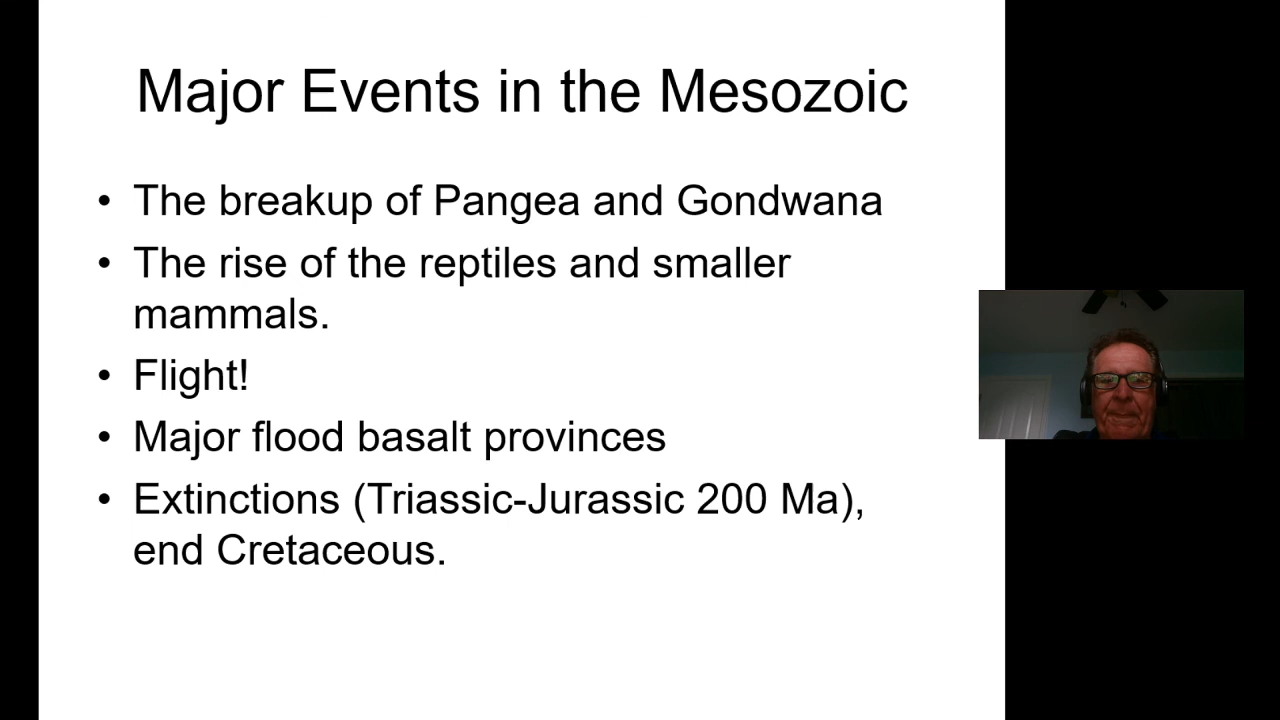 Major Events in the Mesozoic
• The breakup of Pangea and Gondwana
• The rise of the reptiles and smaller
mammals.
• Flight!
• Major flood basalt provinces
• Extinctions (Triassic-Jurassic 200 Ma),
end Cretaceous.